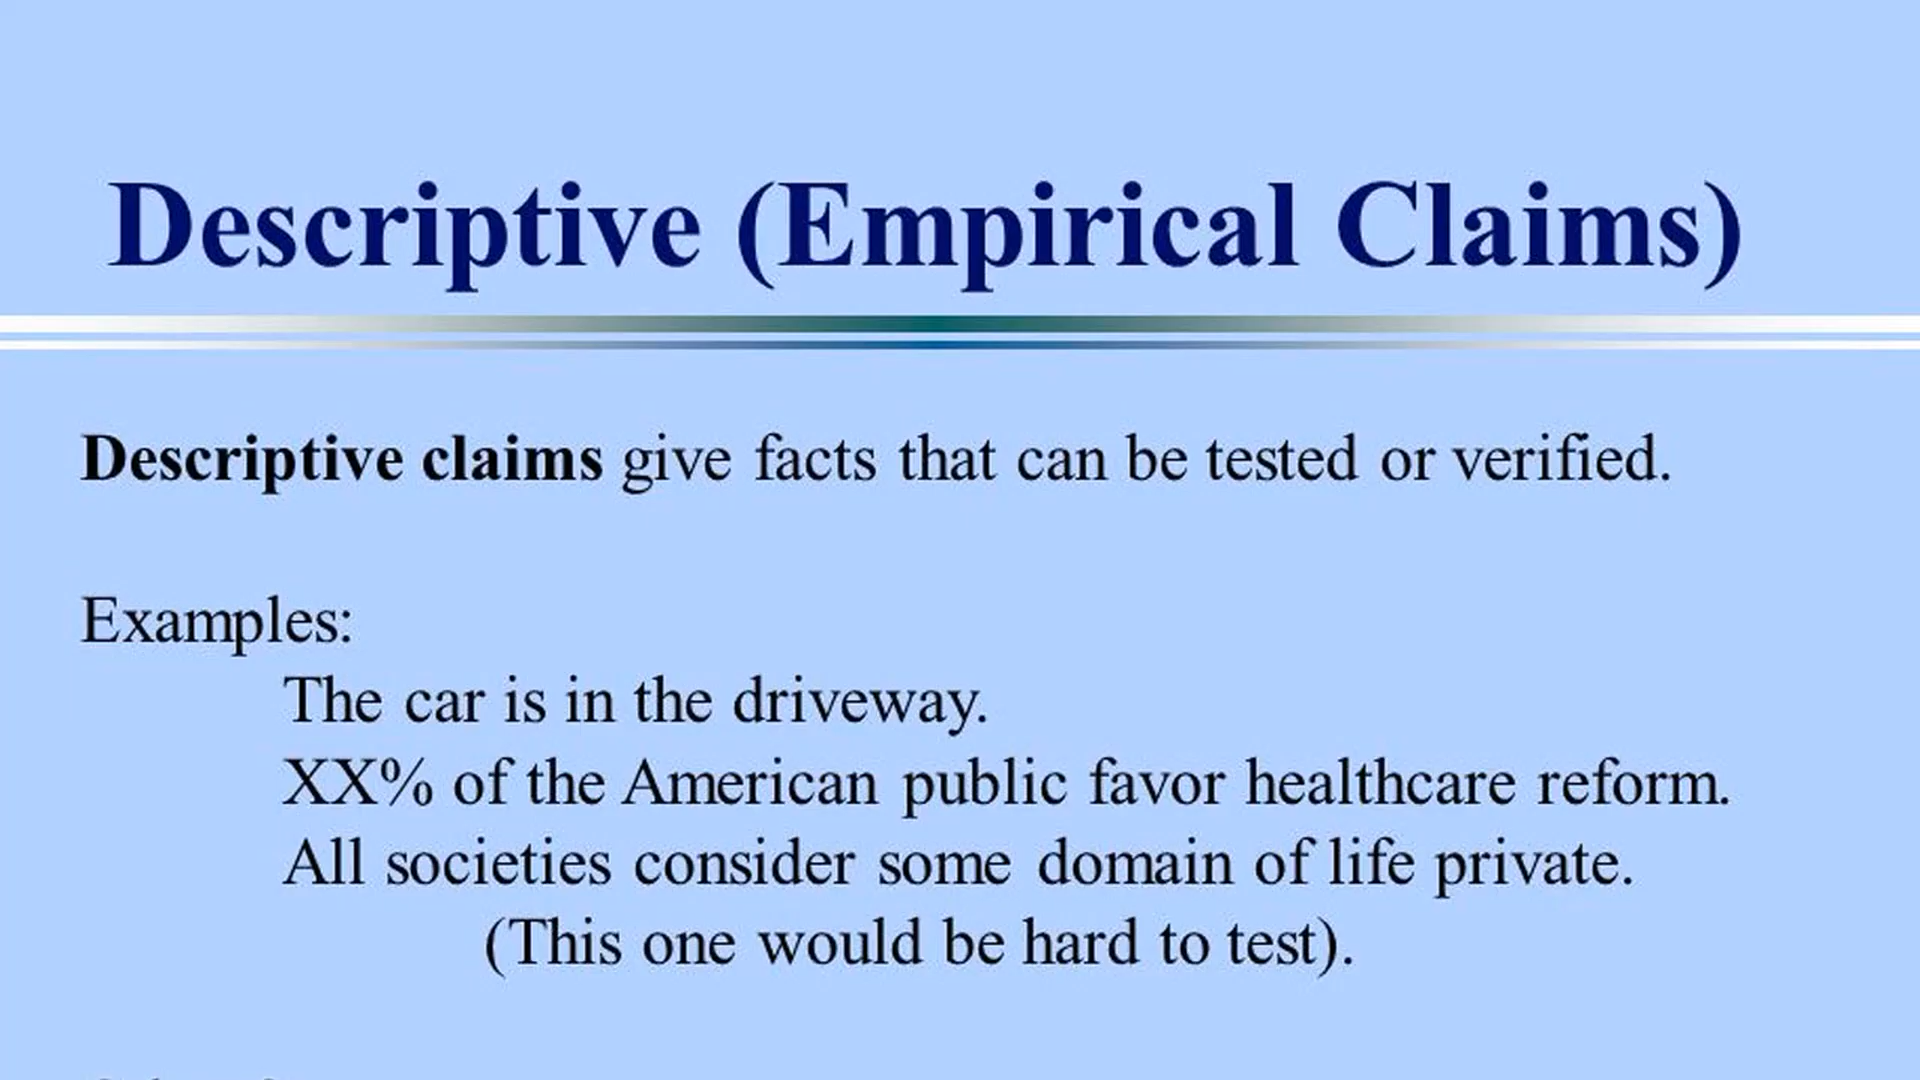 Descriptive (Empirical Claims)
Descriptive claims give facts that can be tested or verified.
Examples:
The car is in the driveway.
XX% of the American public favor healthcare reform.
All societies consider some domain of life private.
(This one would be hard to test).